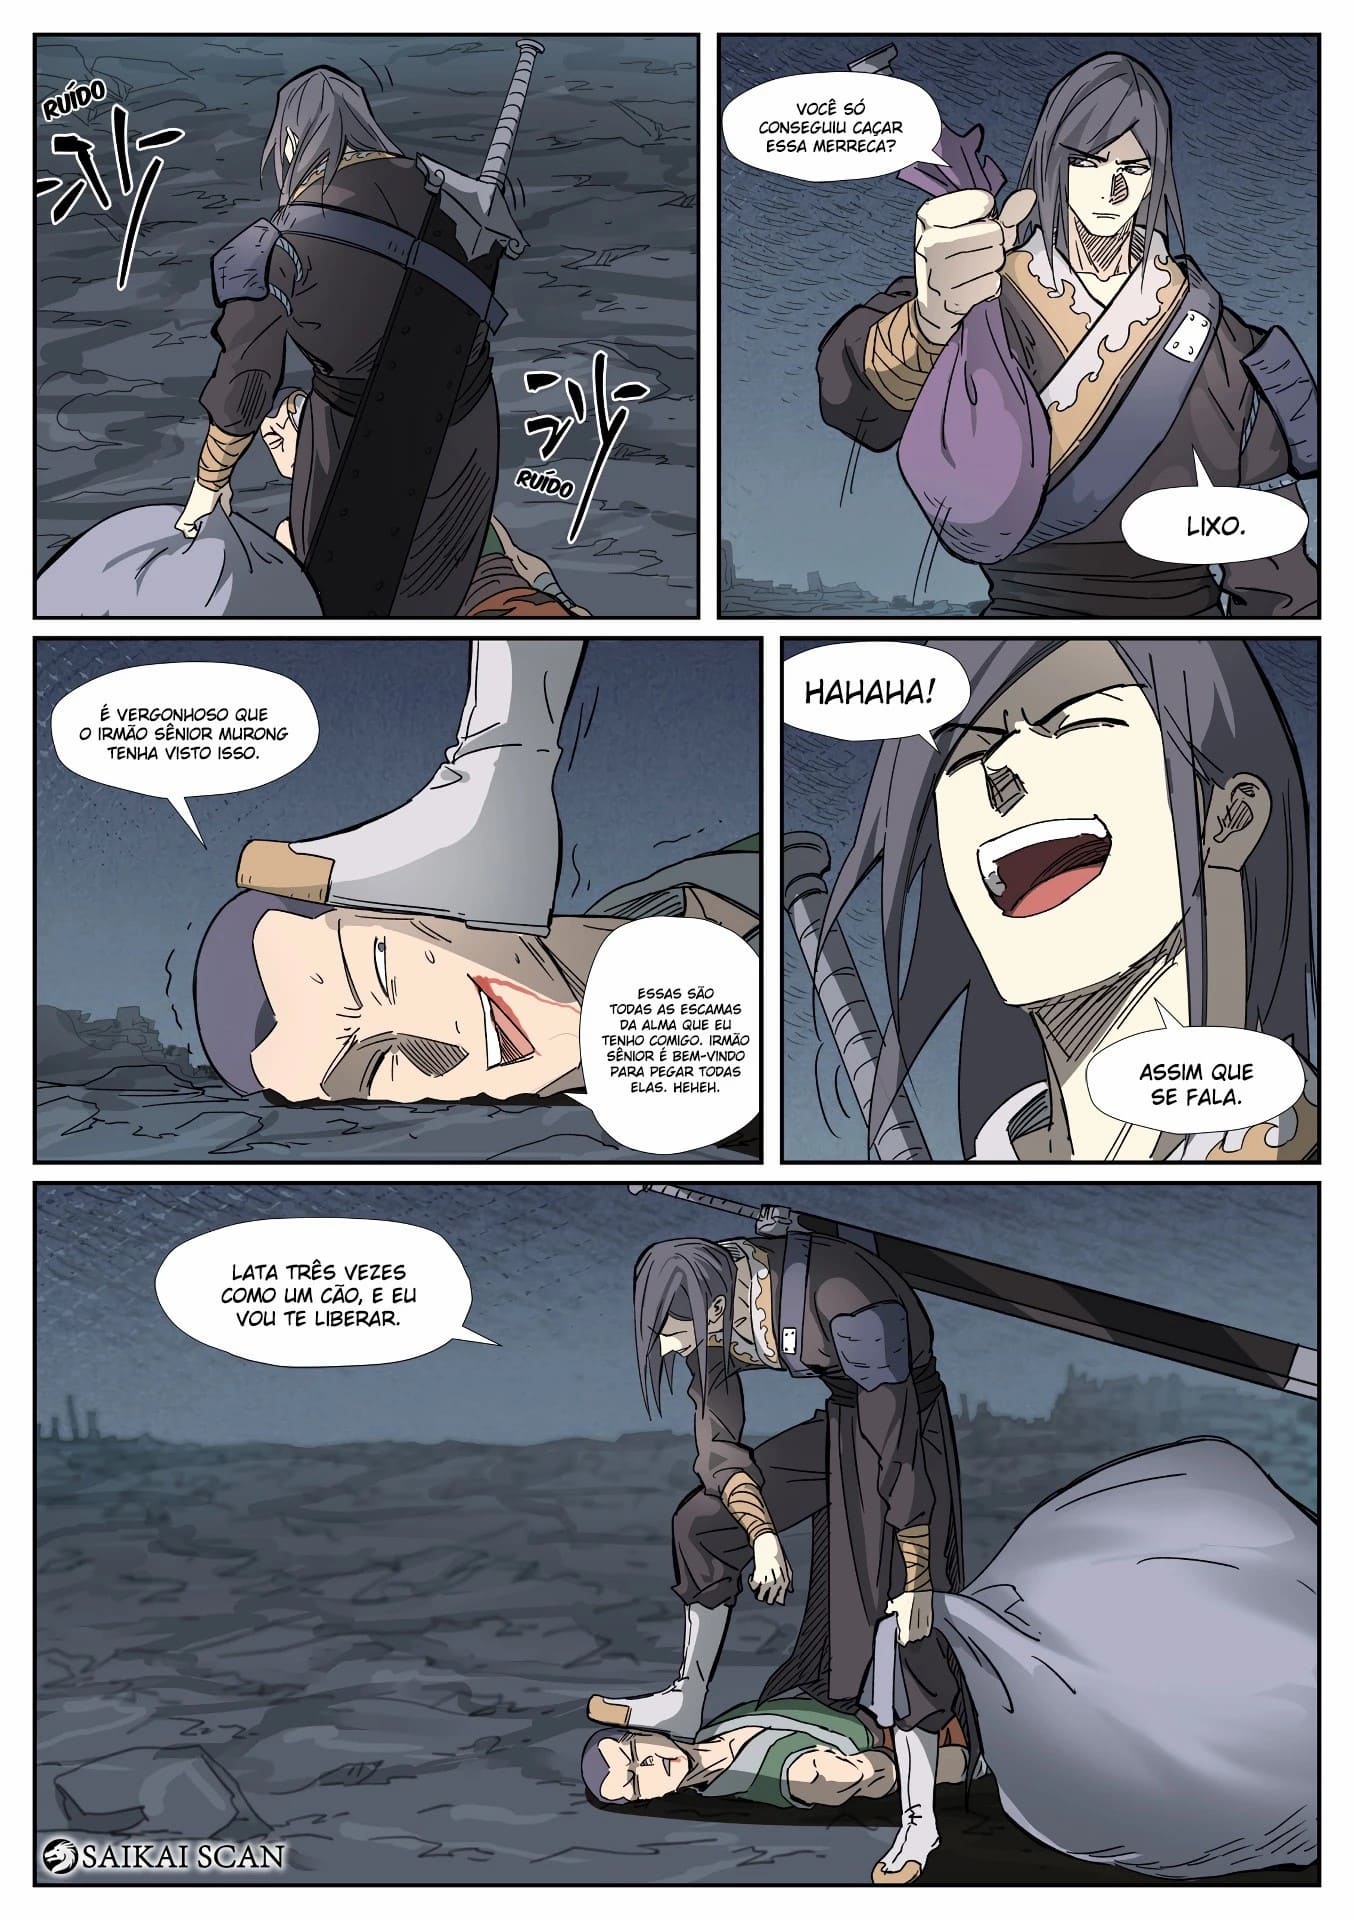 RUÍDO
RUÍDO
VOCÊ SÓ
CONSEGUIU CAÇAR
ESSA MERRECA?
LIXO.
É VERGONHOSO QUE
O IRMÃO SÊNIOR MURONG
TENHA VISTO ISSO.
ESSAS SÃO
TODAS AS ESCAMAS
DA ALMA QUE EU
TENHO COMIGO. IRMÃO
SÊNIOR É BEM-VINDO
PARA PEGAR TODAS
ELAS. HEHEH.
HAHAHA!
ASSIM QUE
SE FALA.
LATA TRÊS VEZES
COMO UM CÃO, E EU
VOU TE LIBERAR.
SAIKAI SCAN